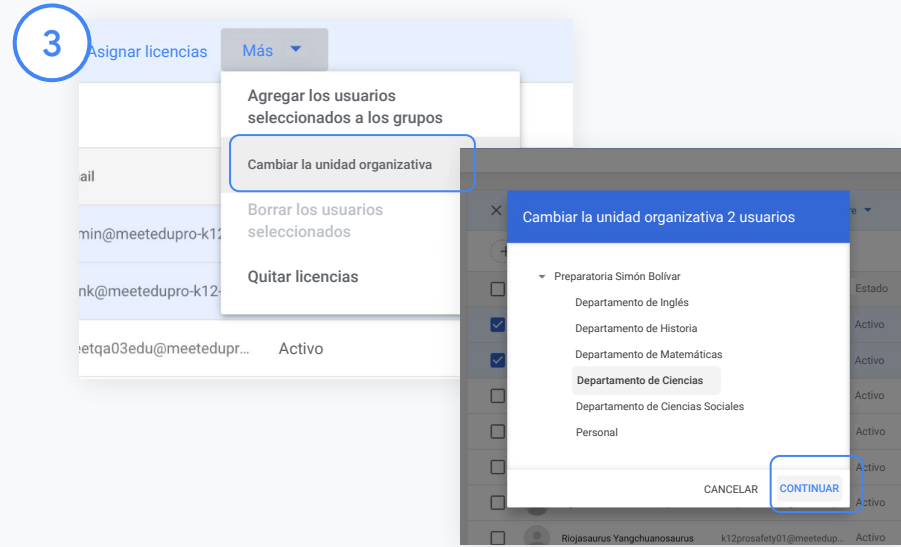 3
Asignar licencias Más
Agregar los usuarios
seleccionados a los grupos
Cambiar la unidad organizativa
Borrar los usuarios
seleccionados
Quitar licencias
ail
min@meetedupro-k12
nk@meetedupro-k12-
eetqa03edu@meetedupr... Activo
Cambiar la unidad organizativa 2 usuarios
Preparatoria Simón Bolívar
Departamento de Inglés
Departamento de Historia
Departamento de Matemáticas
Departamento de Ciencias
Departamento de Ciencias Sociales
Personal
CANCELAR CONTINUAR
re
Estado
Activo
Activo
Activo
Activo
Activo
Activo
Riojasaurus Yangchuanosaurus k12prosafety01@meetedup... Activo